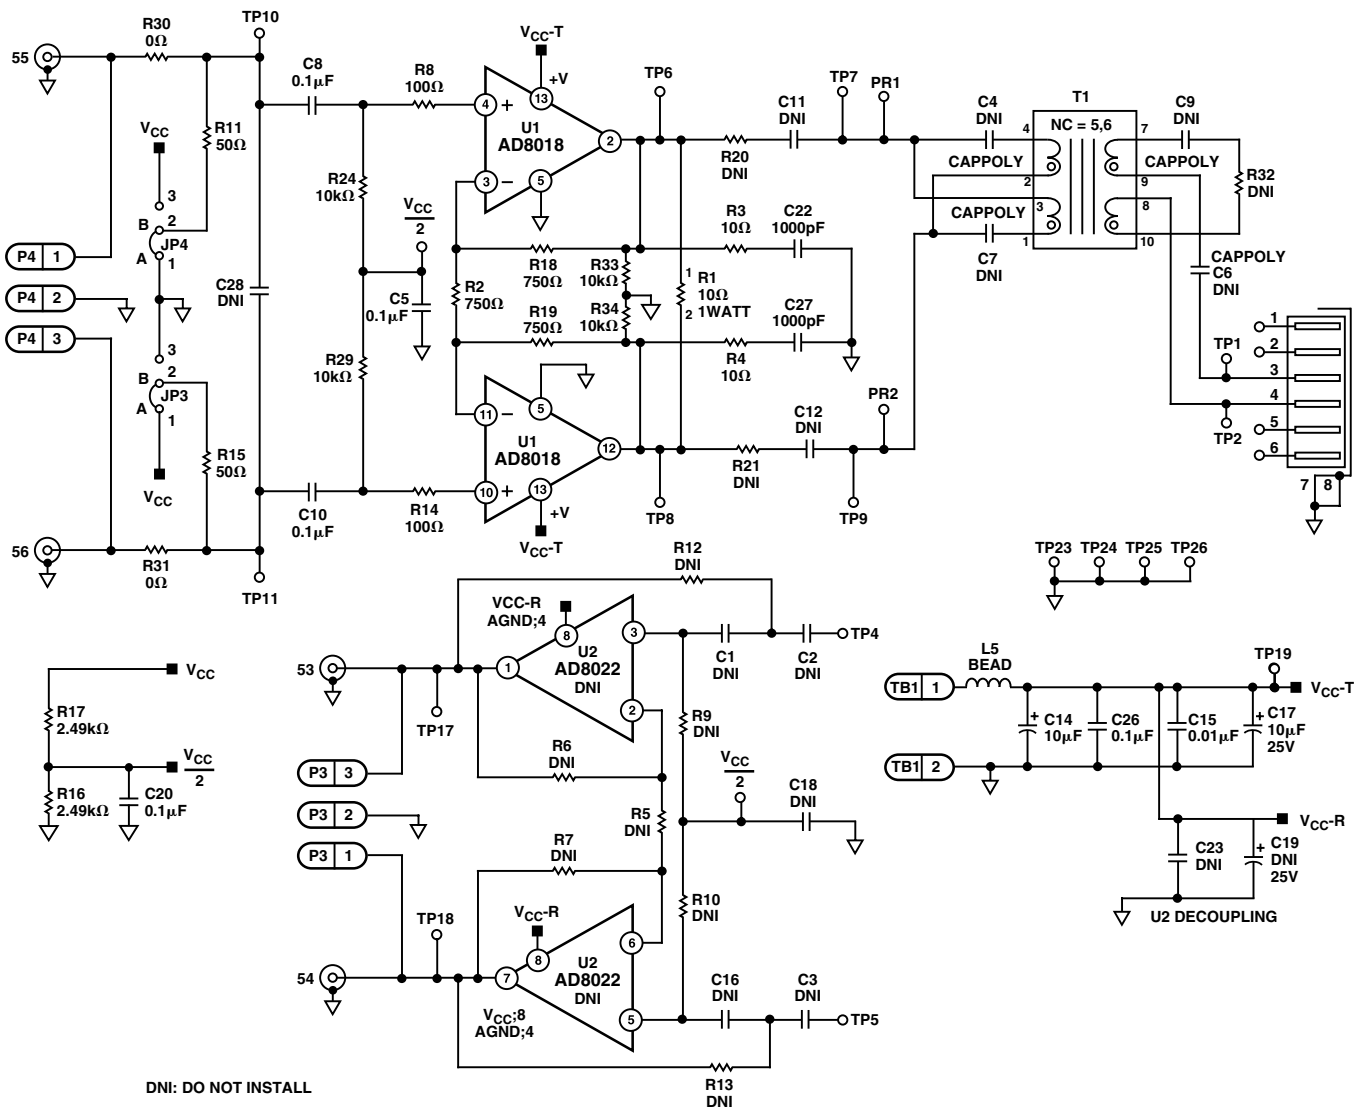 TP10
R30
0Ω
55
C8
0.1µF
R8
100Ω
VCC-T
+V
13
4
+
U1
AD8018
2
3
−
5
TP6
C11
DNI
R20
DNI
TP7
PR1
C4
DNI
T1
NC = 5,6
4
7
C9
DNI
CAPPOLY
CAPPOLY
2
9
R32
DNI
3
8
CAPPOLY
1
10
C7
DNI
CAPPOLY
C6
DNI
VCC
R11
50Ω
3
B
2
JP4
A
1
P4 1
P4 2
P4 3
C28
DNI
R24
10kΩ
VCC
2
C5
0.1µF
R29
10kΩ
R2
750Ω
R18
750Ω
R19
750Ω
R33
10kΩ
R34
10kΩ
R3
10Ω
C22
1000pF
1
R1
10Ω
2
1WATT
C27
1000pF
R4
10Ω
3
B
2
JP3
A
1
VCC
R15
50Ω
5
11
−
U1
AD8018
12
10
+
13
+V
VCC-T
C10
0.1µF
R14
100Ω
TP8
R21
DNI
C12
DNI
PR2
TP9
1
2
TP1
3
4
TP2
5
6
7
8
56
R31
0Ω
TP11
TP23
TP24
TP25
TP26
R12
DNI
VCC-R
AGND;4
8
3
U2
AD8022
DNI
1
2
C1
DNI
C2
DNI
TP4
53
TP17
R9
DNI
R6
DNI
VCC
R17
2.49kΩ
VCC
2
R16
2.49kΩ
C20
0.1µF
P3 3
P3 2
P3 1
R5
DNI
VCC
2
C18
DNI
R7
DNI
R10
DNI
TP18
VCC-R
8
6
U2
AD8022
DNI
7
5
VCC;8
AGND;4
54
C16
DNI
C3
DNI
TP5
R13
DNI
L5
BEAD
TB1 1
TP19
VCC-T
C14
10µF
+
C26
0.1µF
C15
0.01µF
C17
10µF
25V
+
TB1 2
VCC-R
C23
DNI
C19
DNI
25V
+
U2 DECOUPLING
DNI: DO NOT INSTALL